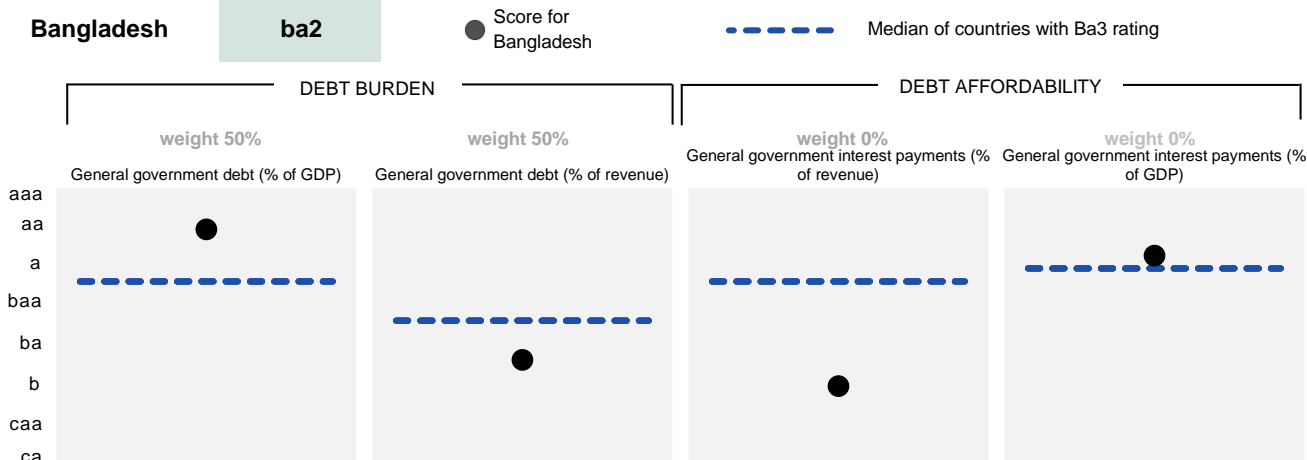 Bangladesh
ba2
Score for
Bangladesh
Median of countries with Ba3 rating
DEBT BURDEN
DEBT AFFORDABILITY
weight 50%
weight 50%
weight 0%
weight 0%
General government debt (% of GDP)
General government debt (% of revenue)
General government interest payments (%
of revenue)
General government interest payments (%
of GDP)
aaa
aa
a
baa
ba
b
caa
ca